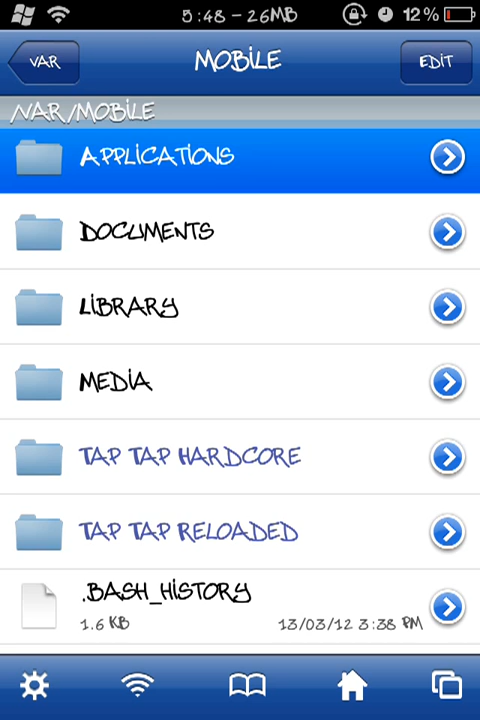 5:48 - 26MB 12%
VAR MOBILE EDIT
/VAR/MOBILE
APPLICATIONS
DOCUMENTS
LIBRARY
MEDIA
TAP TAP HARDCORE
TAP TAP RELOADED
.BASH_HISTORY
1.6 KB 13/03/12 3:38 PM